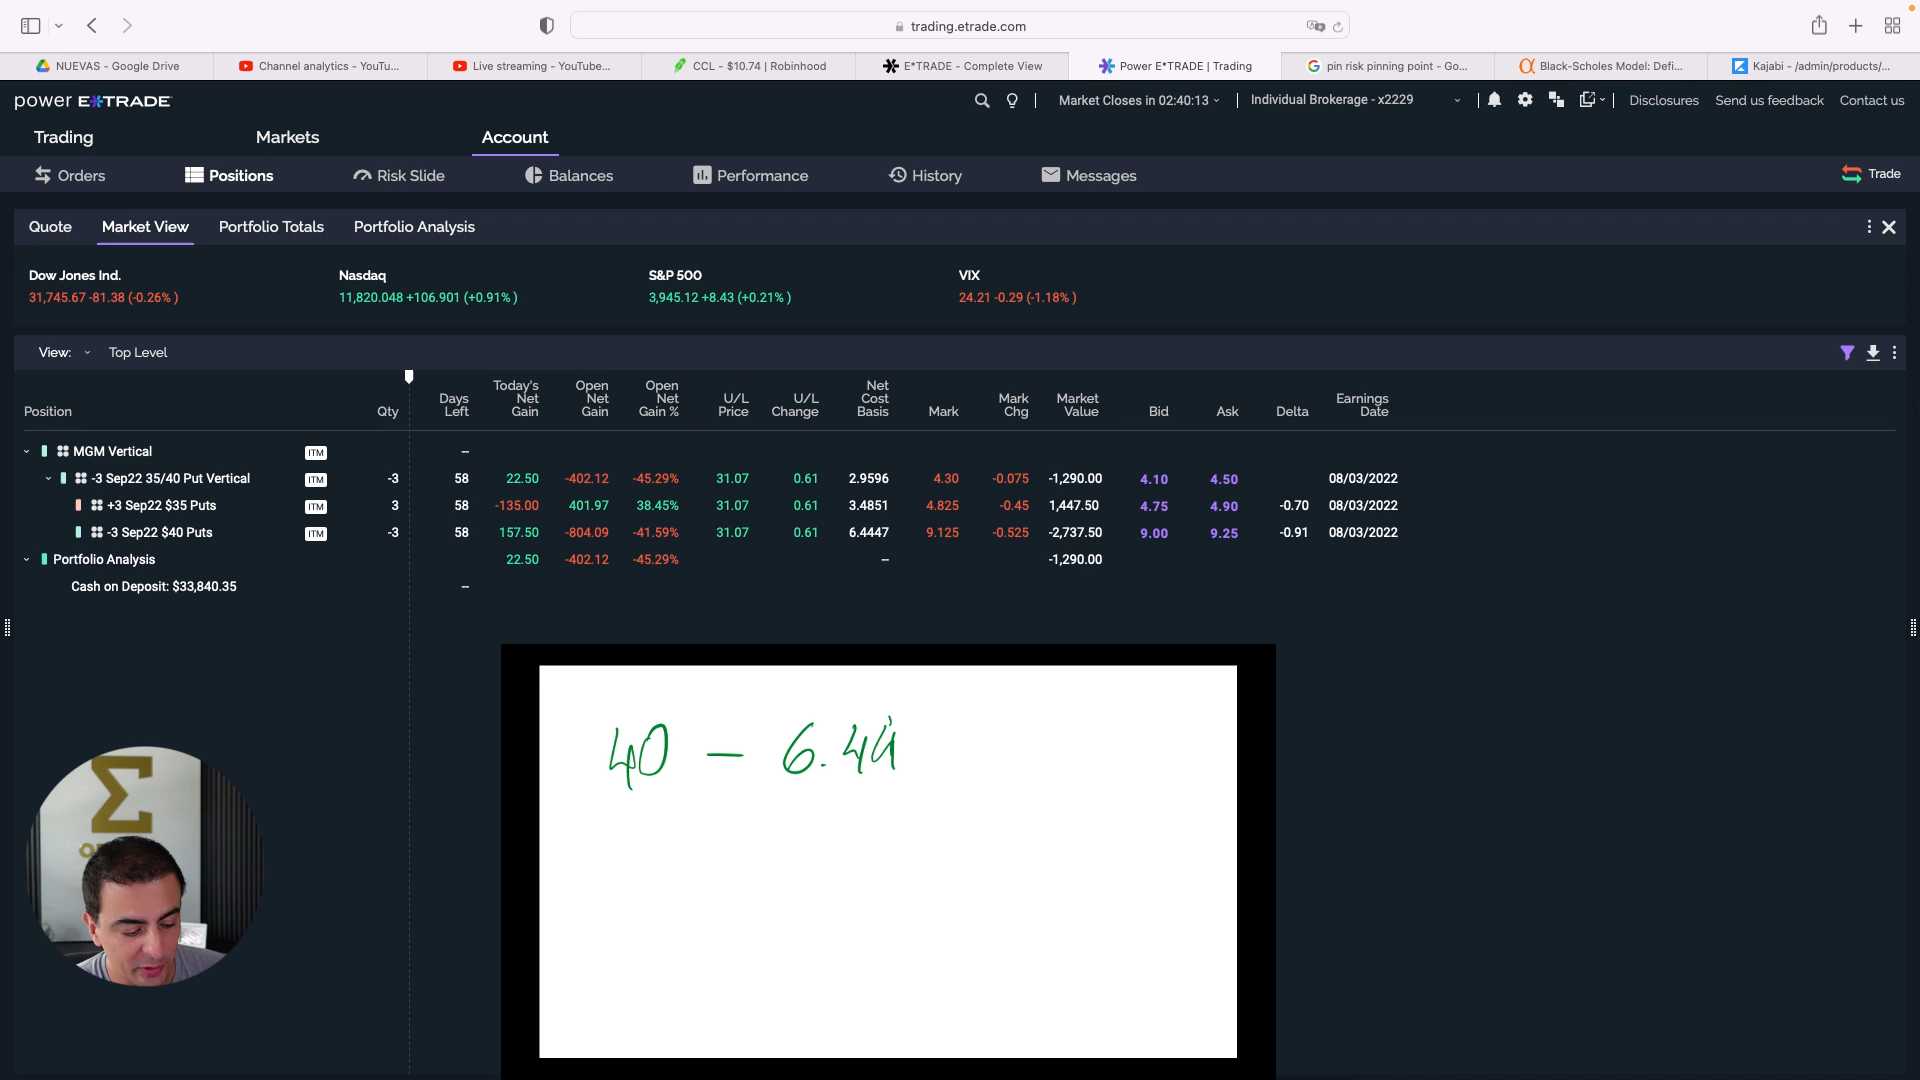 trading.etrade.com
NUEVAS - Google Drive
Channel analytics - YouTu...
Live streaming - YouTube...
CCL - $10.74 | Robinhood
E*TRADE - Complete View
Power E*TRADE | Trading
pin risk pinning point - Go...
Black-Scholes Model: Defi...
Kajabi - /admin/products/...
power E*TRADE
Market Closes in 02:40:13
Individual Brokerage - x2229
Disclosures
Send us feedback
Contact us
Trading
Markets
Account
Orders
Positions
Risk Slide
Balances
Performance
History
Messages
Trade
Quote
Market View
Portfolio Totals
Portfolio Analysis
Dow Jones Ind.
Nasdaq
S&P 500
VIX
31,745.67 -81.38 (-0.26% )
11,820.048 +106.901 (+0.91% )
3,945.12 +8.43 (+0.21% )
24.21 -0.29 (-1.18% )
View: Top Level
Position Qty Days Left Today's Net Gain Open Net Gain Open Net Gain % U/L Price U/L Change Net Cost Basis Mark Mark Chg Market Value Bid Ask Delta Earnings Date
MGM Vertical ITM --
-3 Sep22 35/40 Put Vertical ITM -3 58 22.50 -402.12 -45.29% 31.07 0.61 2.9596 4.30 -0.075 -1,290.00 4.10 4.50 08/03/2022
+3 Sep22 $35 Puts ITM 3 58 -135.00 401.97 38.45% 31.07 0.61 3.4851 4.825 -0.45 1,447.50 4.75 4.90 -0.70 08/03/2022
-3 Sep22 $40 Puts ITM -3 58 157.50 -804.09 -41.59% 31.07 0.61 6.4447 9.125 -0.525 -2,737.50 9.00 9.25 -0.91 08/03/2022
Portfolio Analysis 22.50 -402.12 -45.29% -- -1,290.00
Cash on Deposit: $33,840.35 --
40 - 6.44